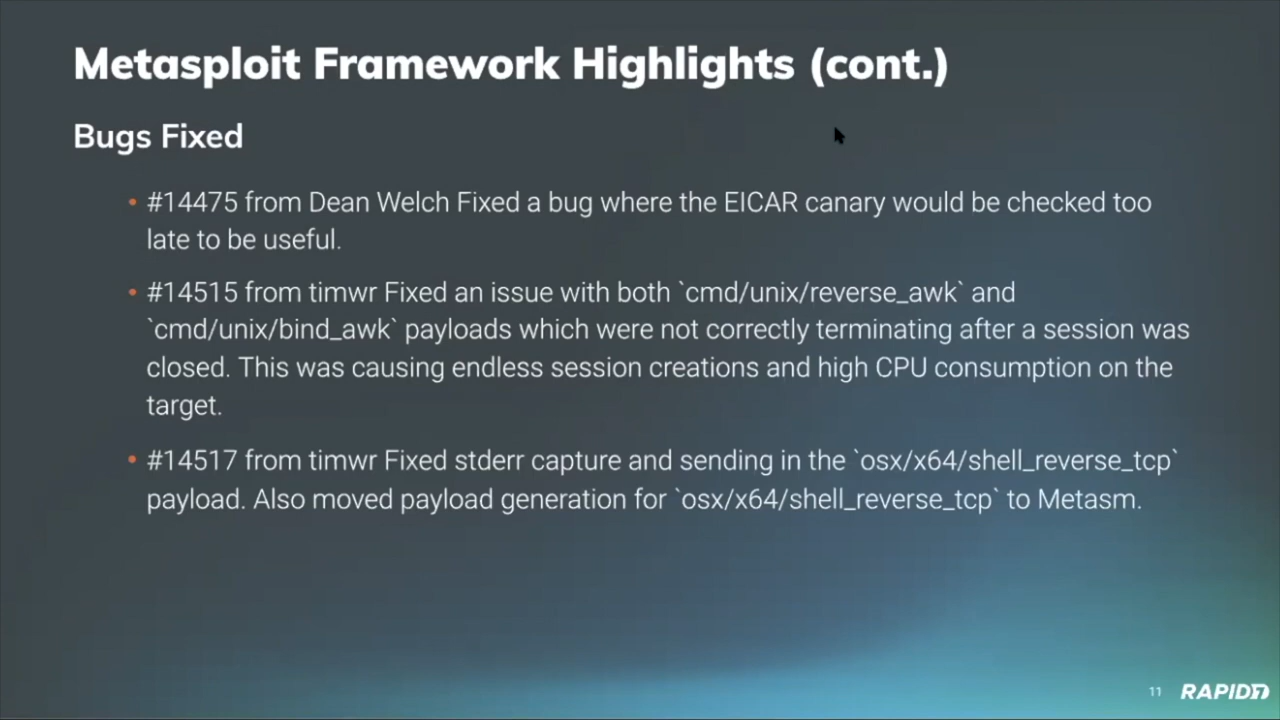 Metasploit Framework Highlights (cont.)
Bugs Fixed
• #14475 from Dean Welch Fixed a bug where the EICAR canary would be checked too
late to be useful.
• #14515 from timwr Fixed an issue with both `cmd/unix/reverse_awk` and
`cmd/unix/bind_awk` payloads which were not correctly terminating after a session was
closed. This was causing endless session creations and high CPU consumption on the
target.
• #14517 from timwr Fixed stderr capture and sending in the `osx/x64/shell_reverse_tcp`
payload. Also moved payload generation for `osx/x64/shell_reverse_tcp` to Metasm.
11 RAPID7